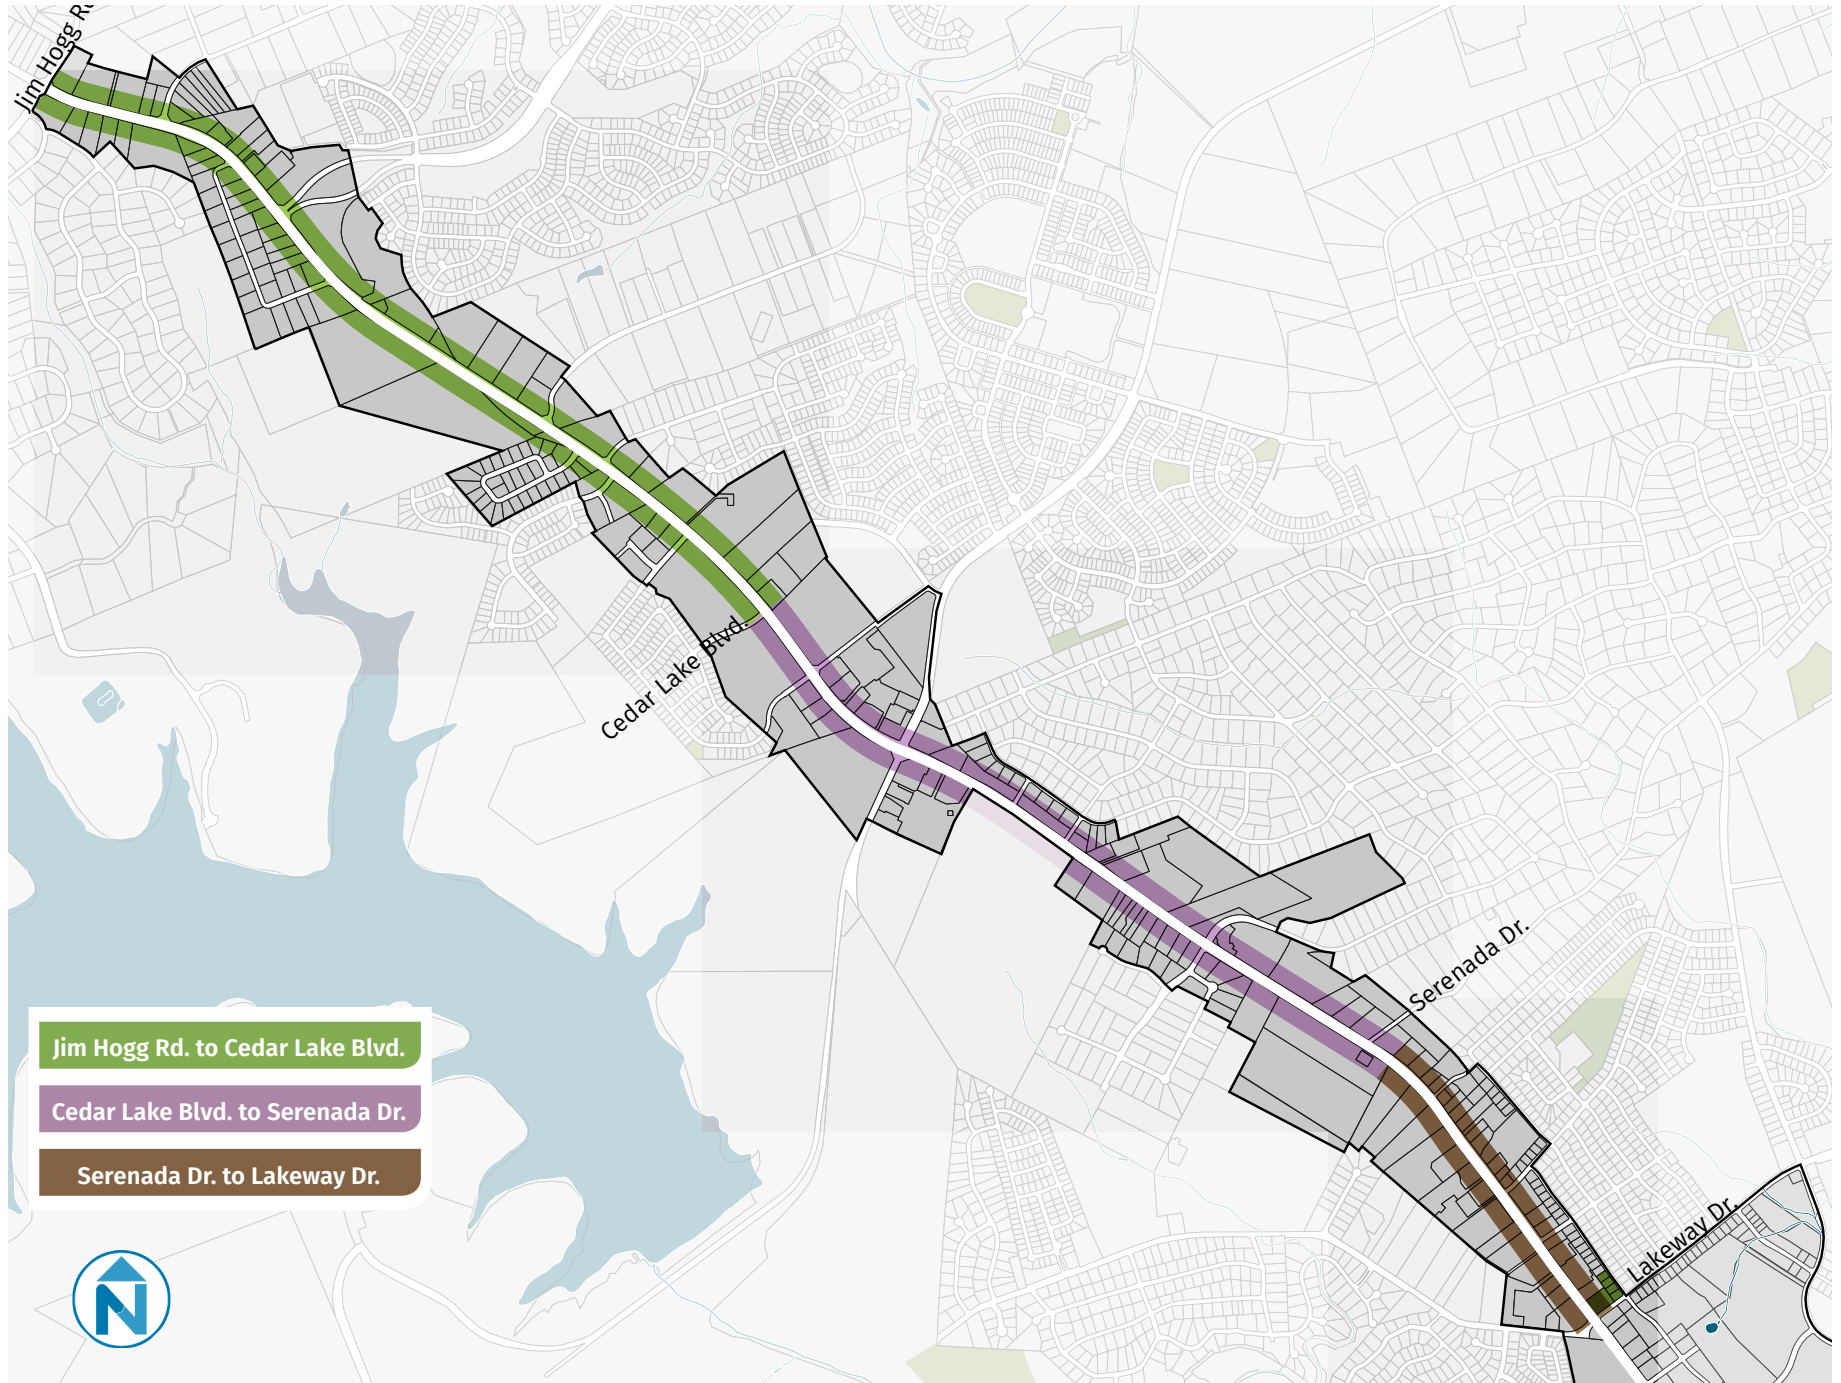 Jim Hogg Rd
Cedar Lake Blvd.
Serenada Dr.
Lakeway Dr.
Jim Hogg Rd. to Cedar Lake Blvd.
Cedar Lake Blvd. to Serenada Dr.
Serenada Dr. to Lakeway Dr.
N